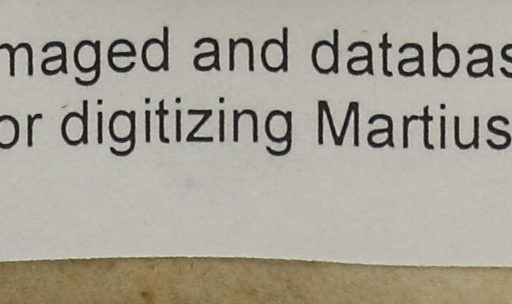 maged and databas
or digitizing Martius